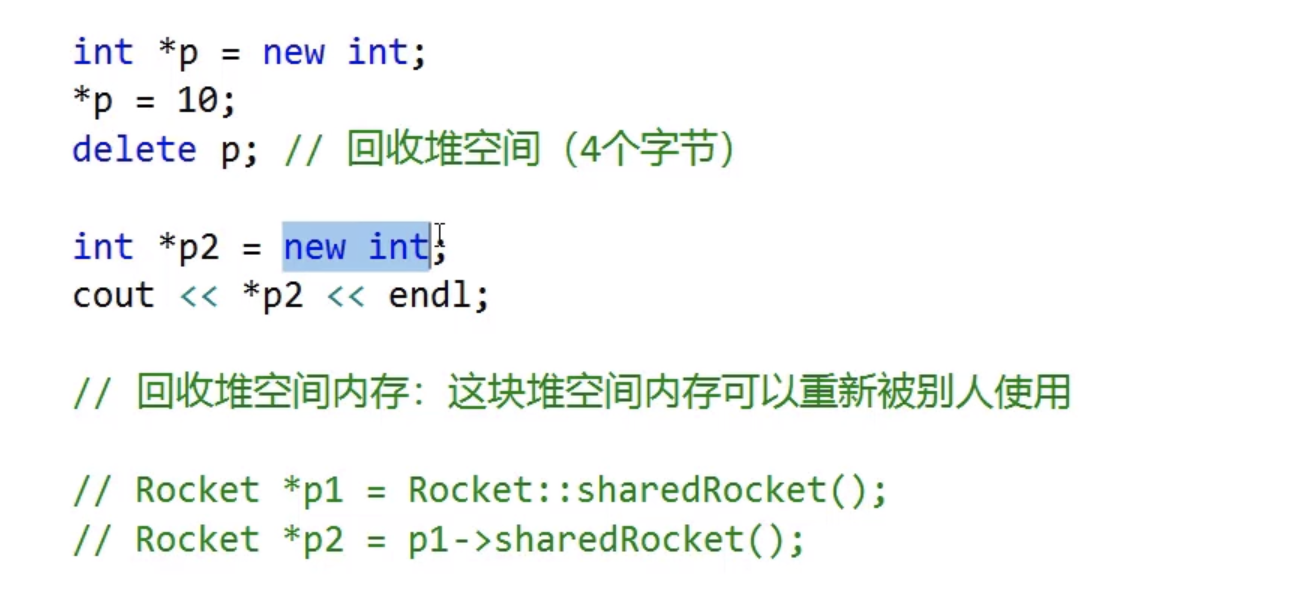 int *p = new int;
*p = 10;
delete p; // 回收堆空间（4个字节）
int *p2 = new int;
cout << *p2 << endl;
// 回收堆空间内存：这块堆空间内存可以重新被别人使用
// Rocket *p1 = Rocket::sharedRocket();
// Rocket *p2 = p1->sharedRocket();